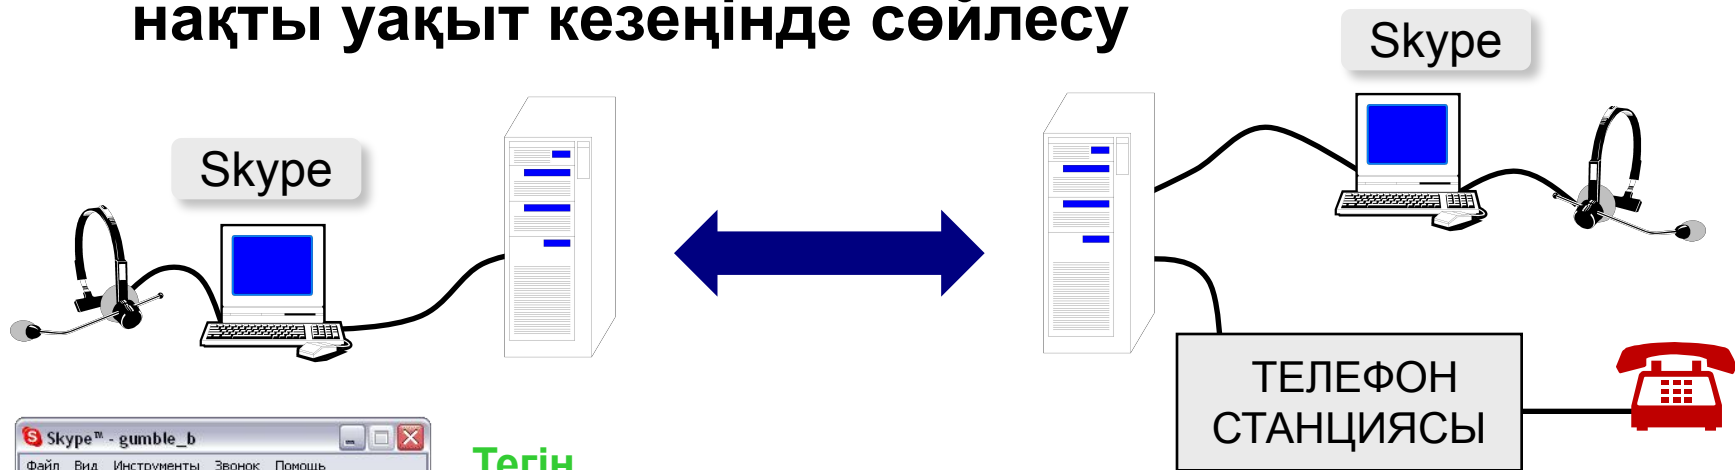 нақты уақыт кезеңінде сөйлесу
Skype
Skype
ТЕЛЕФОН
СТАНЦИЯСЫ
Skype™ - gumble_b
Файл Вид Инструменты Звонок Помощь
Тегін